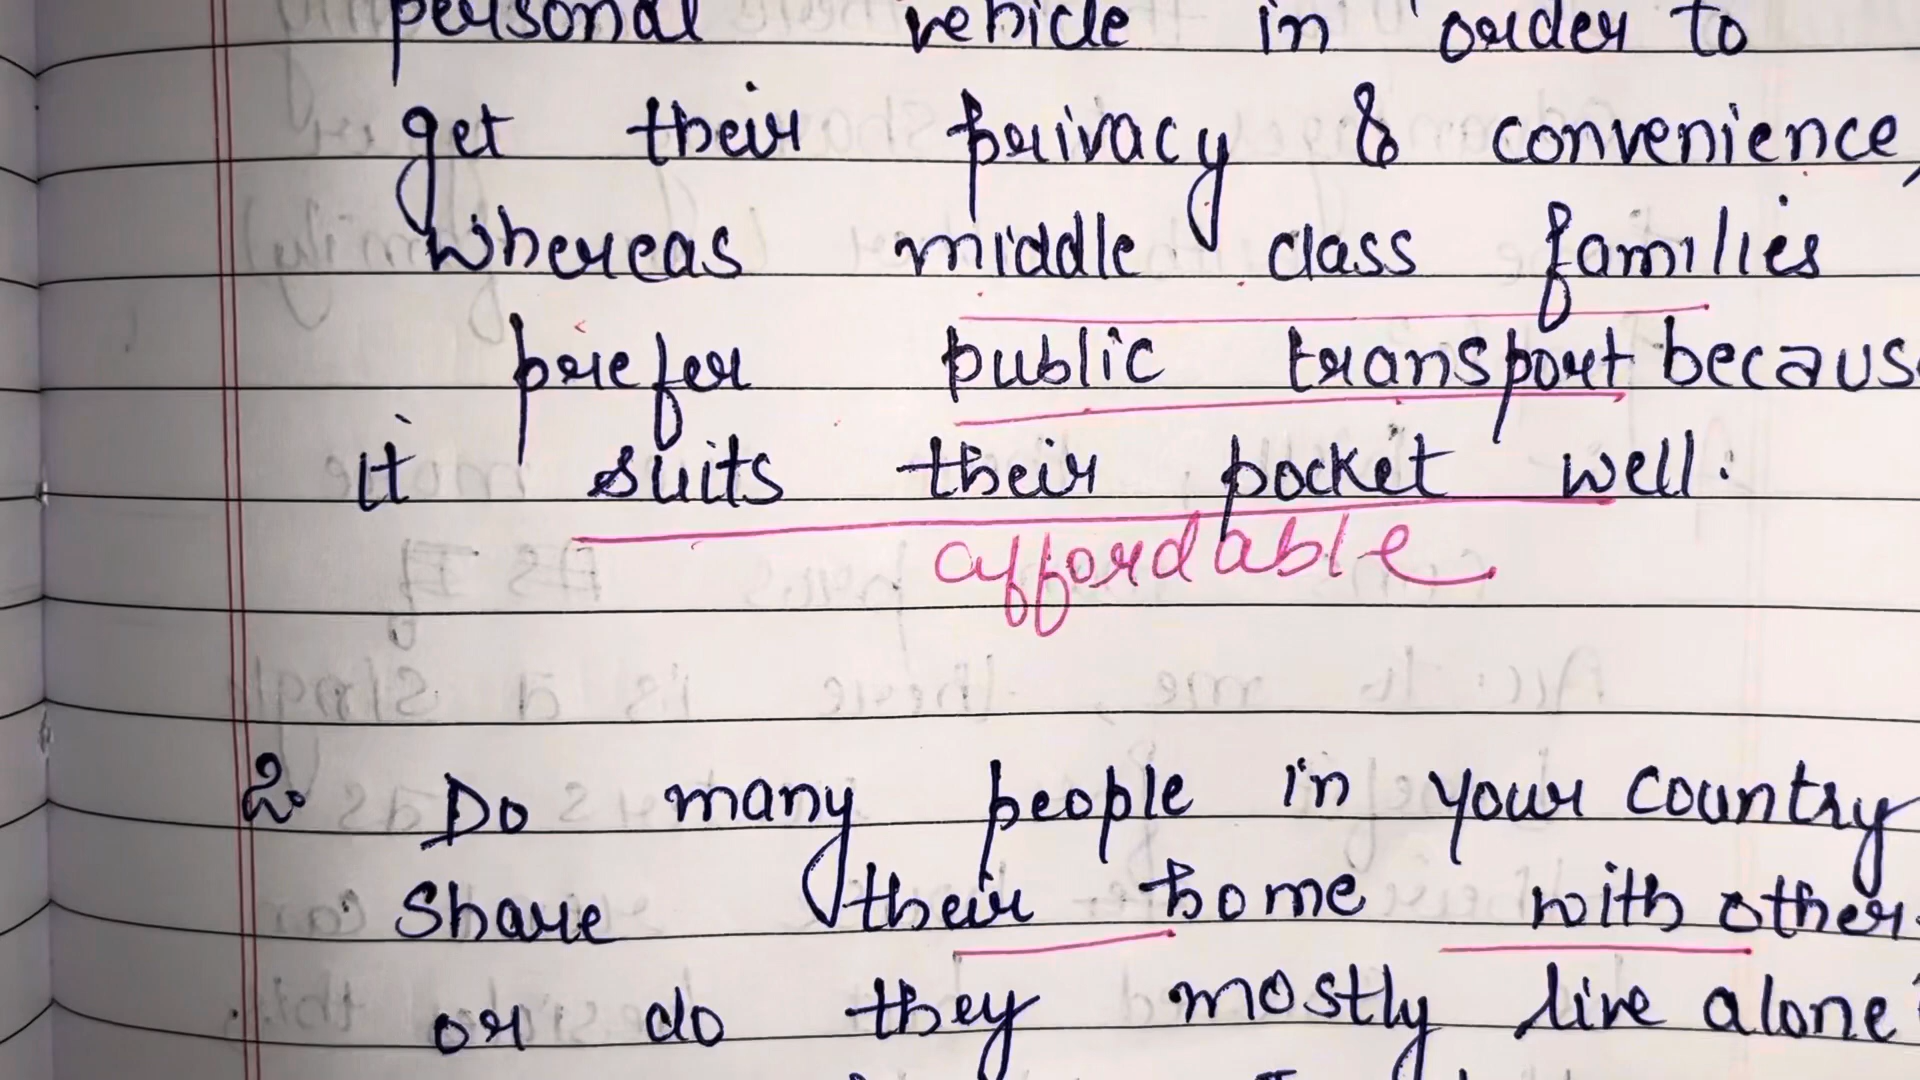 personal vehicle in order to
get their privacy & convenience,
whereas middle class families
prefer public transport because
it suits their pocket well.
affordable
2. Do many people in your country
share their home with other
or do they mostly live alone?